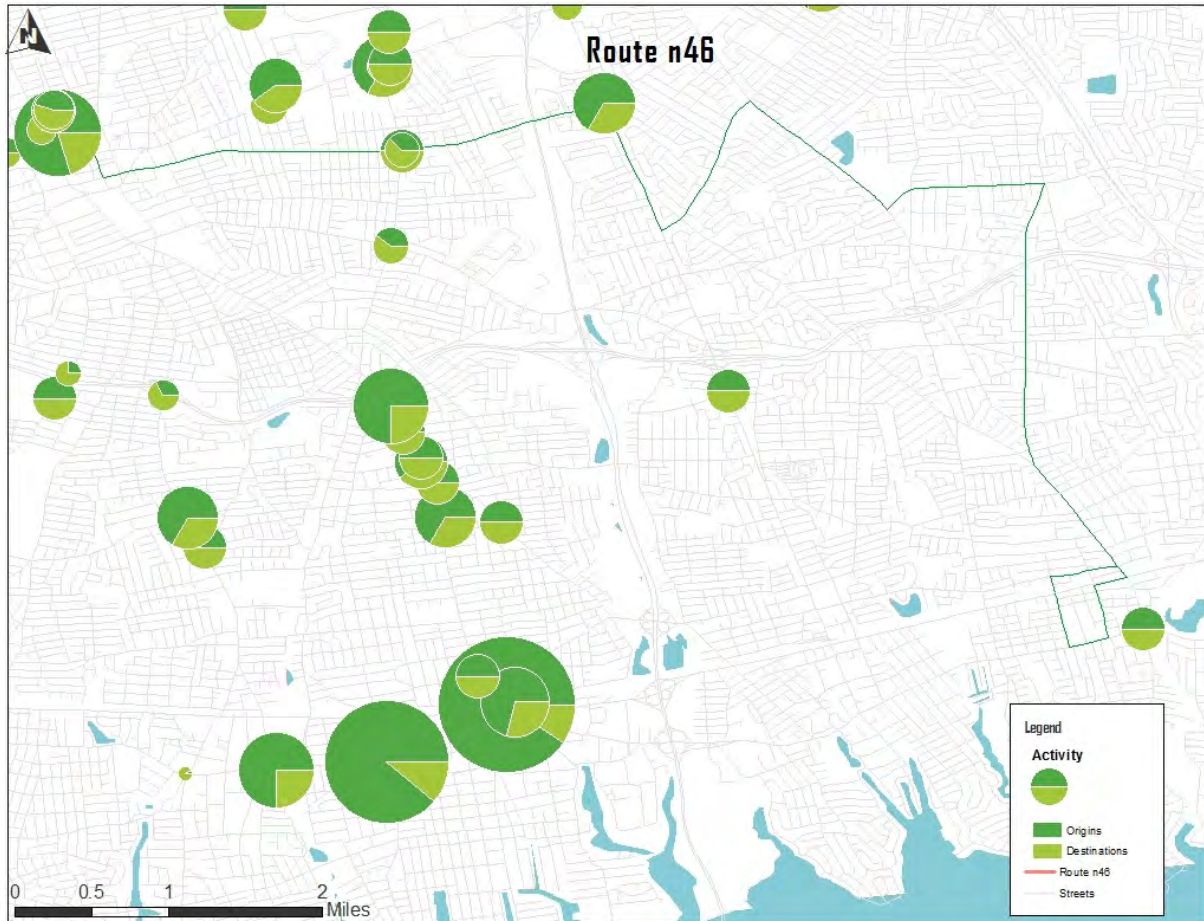 N
Route n46
Legend
Activity
Origins
Destinations
Route n46
Streets
0 0.5 1 2
Miles